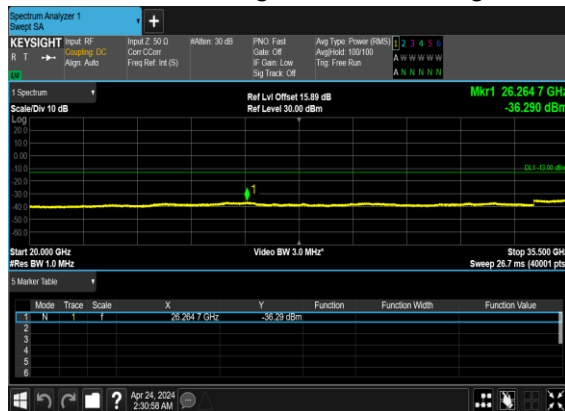 Spectrum Analyzer 1
Swept SA
+
KEYSIGHT Input: RF Input Z: 50 Ω #Atten: 30 dB PNO: Fast Avg Type: Power (RMS) 1 2 3 4 5 6
R T Coupling: DC Corr CCorr Gate: Off Avg|Hold: 100/100 A W W W W W
Align: Auto Freq Ref: Int (S) IF Gain: Low Trig: Free Run
Sig Track: Off A N N N N N
LW
1 Spectrum Ref Lvl Offset 15.89 dB Mkr1 26.264 7 GHz
Scale/Div 10 dB Ref Level 30.00 dBm -36.290 dBm
Log
20.0
10.0
0.00
-10.0 DL1 -13.00 dBm
-20.0
1
-30.0
-40.0
-50.0
-60.0
Start 20.000 GHz Video BW 3.0 MHz* Stop 35.500 GHz
#Res BW 1.0 MHz Sweep 26.7 ms (40001 pts)
5 Marker Table
Mode Trace Scale X Y Function Function Width Function Value
1 N 1 f 26.264 7 GHz -36.29 dBm
2
3
4
5
6
? Apr 24, 2024
2:30:58 AM